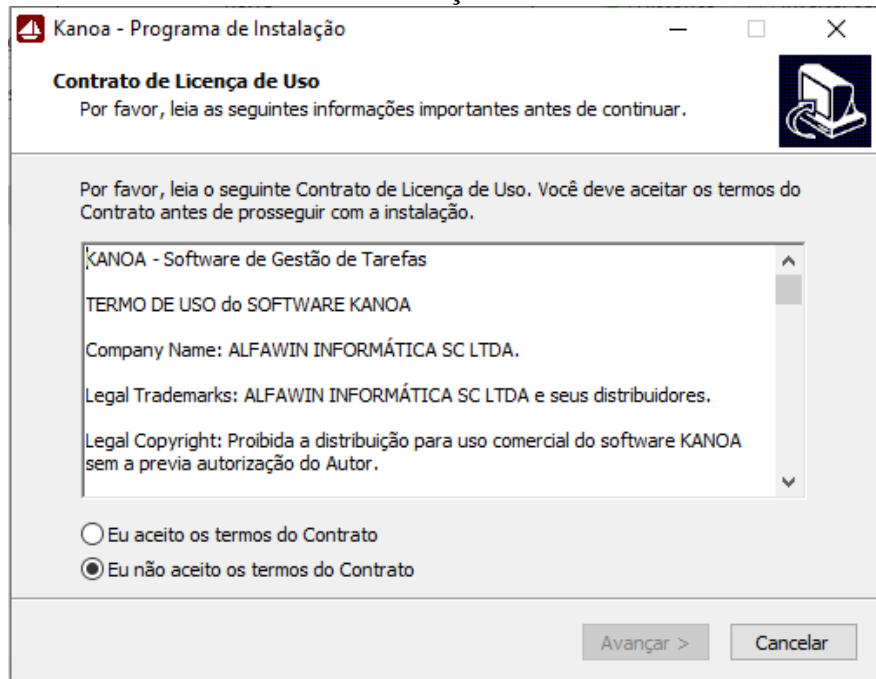 Kanoa - Programa de Instalação
Contrato de Licença de Uso
Por favor, leia as seguintes informações importantes antes de continuar.
Por favor, leia o seguinte Contrato de Licença de Uso. Você deve aceitar os termos do
Contrato antes de prosseguir com a instalação.
KANOA - Software de Gestão de Tarefas
TERMO DE USO do SOFTWARE KANOA
Company Name: ALFAWIN INFORMÁTICA SC LTDA.
Legal Trademarks: ALFAWIN INFORMÁTICA SC LTDA e seus distribuidores.
Legal Copyright: Proibida a distribuição para uso comercial do software KANOA
sem a previa autorização do Autor.
Eu aceito os termos do Contrato
Eu não aceito os termos do Contrato
Avançar >
Cancelar